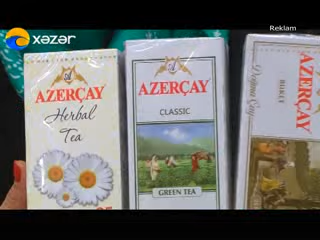 xəzər
Reklam
AZERÇAY
Herbal
Tea
AZERÇAY
CLASSIC
GREEN TEA
BUKET
AZERÇAY